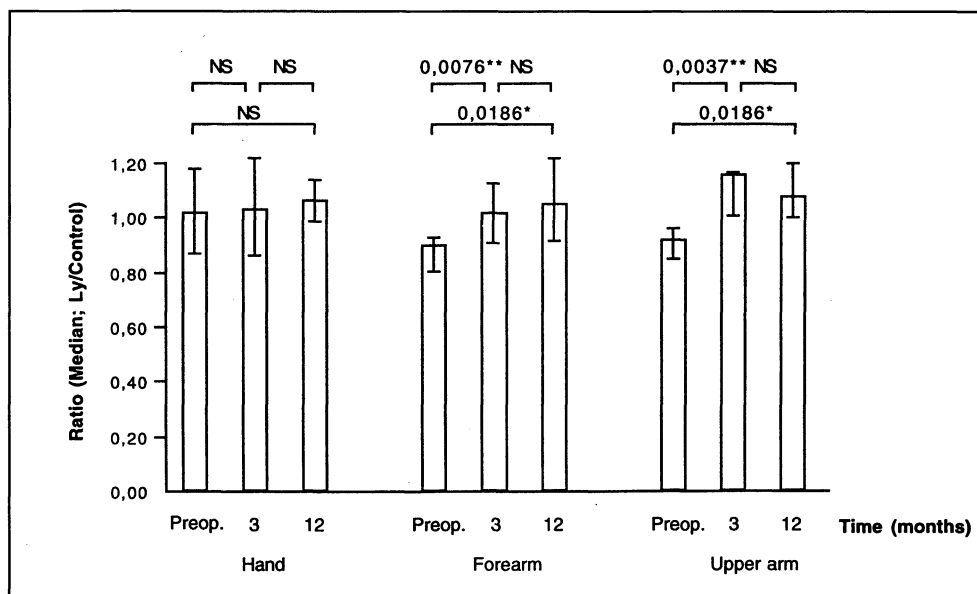 NS NS 0,0076** NS 0,0037** NS
NS 0,0186* 0,0186*
Ratio (Median; Ly/Control)
1,20
1,00
0,80
0,60
0,40
0,20
0,00
Preop. 3 12 Preop. 3 12 Preop. 3 12 Time (months)
Hand Forearm Upper arm